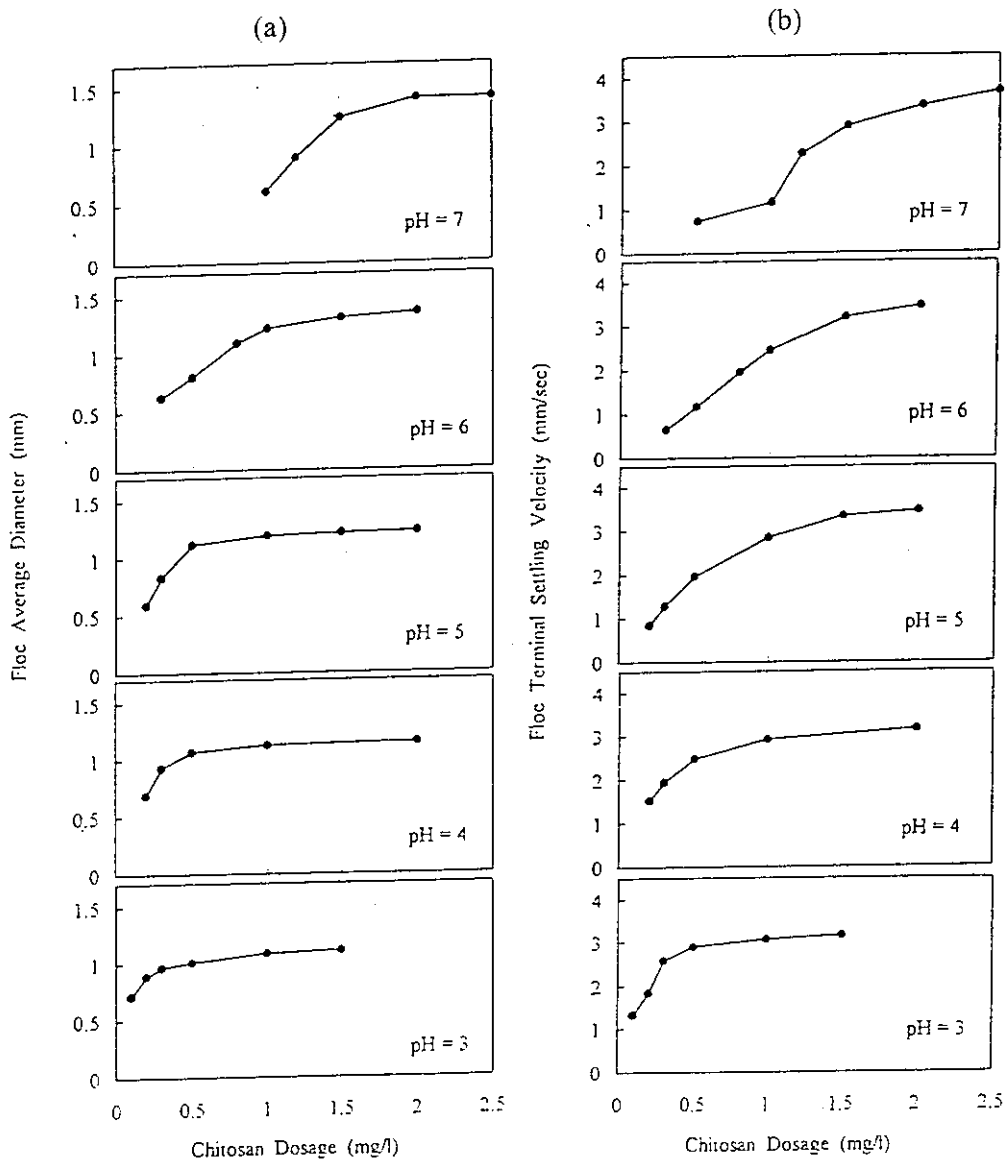 (a)
(b)
Floc Average Diameter (mm)
1.5
1
0.5
0
pH = 7
1.5
1
0.5
0
pH = 6
1.5
1
0.5
0
pH = 5
1.5
1
0.5
0
pH = 4
1.5
1
0.5
0
pH = 3
0 0.5 1 1.5 2 2.5
Chitosan Dosage (mg/l)
Floc Terminal Settling Velocity (mm/sec)
4
3
2
1
0
pH = 7
4
3
2
1
0
pH = 6
4
3
2
1
0
pH = 5
4
3
2
1
0
pH = 4
4
3
2
1
0
pH = 3
0 0.5 1 1.5 2 2.5
Chitosan Dosage (mg/l)